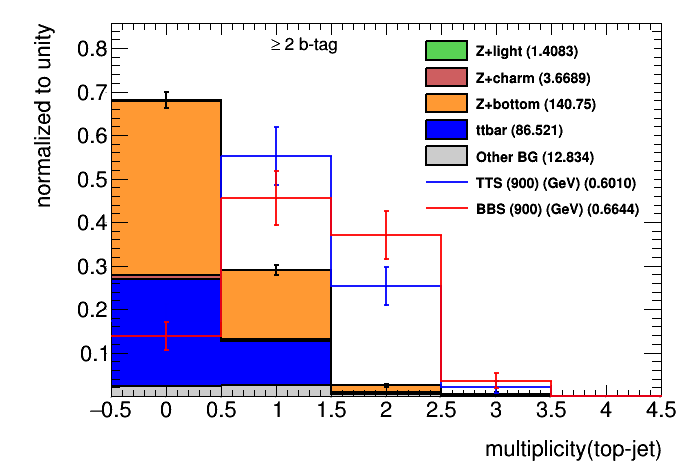 ≥ 2 b-tag
normalized to unity
0.8
0.7
0.6
0.5
0.4
0.3
0.2
0.1
Z+light (1.4083)
Z+charm (3.6689)
Z+bottom (140.75)
ttbar (86.521)
Other BG (12.834)
TTS (900) (GeV) (0.6010)
BBS (900) (GeV) (0.6644)
−0.5 0 0.5 1 1.5 2 2.5 3 3.5 4 4.5
multiplicity(top-jet)